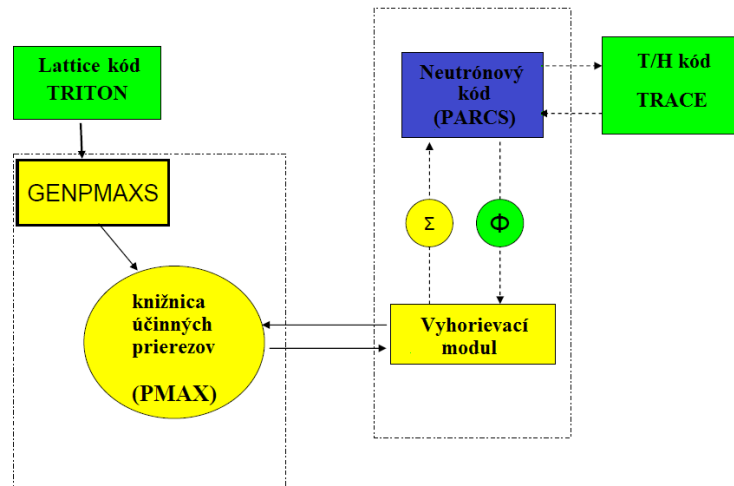 Lattice kód
TRITON
GENPMAXS
knižnica
účinných
prierezov
(PMAX)
Neutrónový
kód
(PARCS)
T/H kód
TRACE
Σ
Φ
Vyhorievací
modul